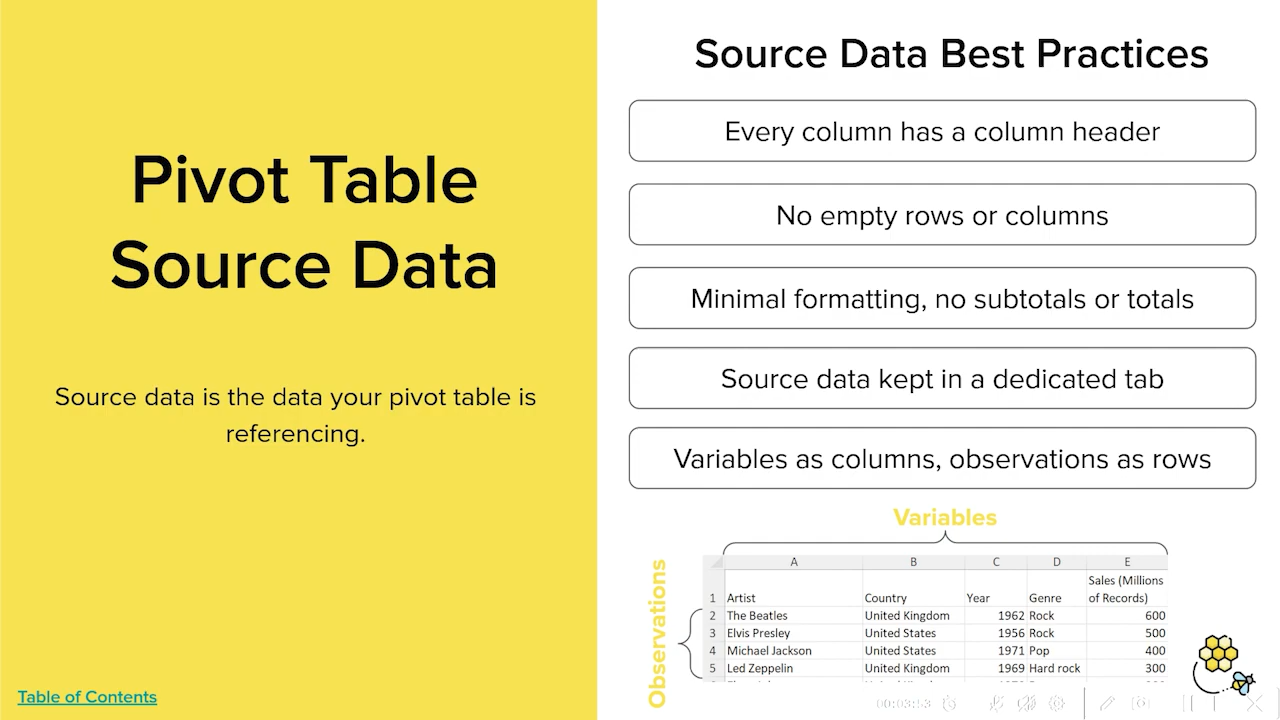 Pivot Table
Source Data
Source data is the data your pivot table is
referencing.
Table of Contents
Source Data Best Practices
Every column has a column header
No empty rows or columns
Minimal formatting, no subtotals or totals
Source data kept in a dedicated tab
Variables as columns, observations as rows
Variables
Observations
A B C D E
1 Artist Country Year Genre Sales (Millions
of Records)
2 The Beatles United Kingdom 1962 Rock 600
3 Elvis Presley United States 1956 Rock 500
4 Michael Jackson United States 1971 Pop 400
5 Led Zeppelin United Kingdom 1969 Hard rock 300
00:03:53